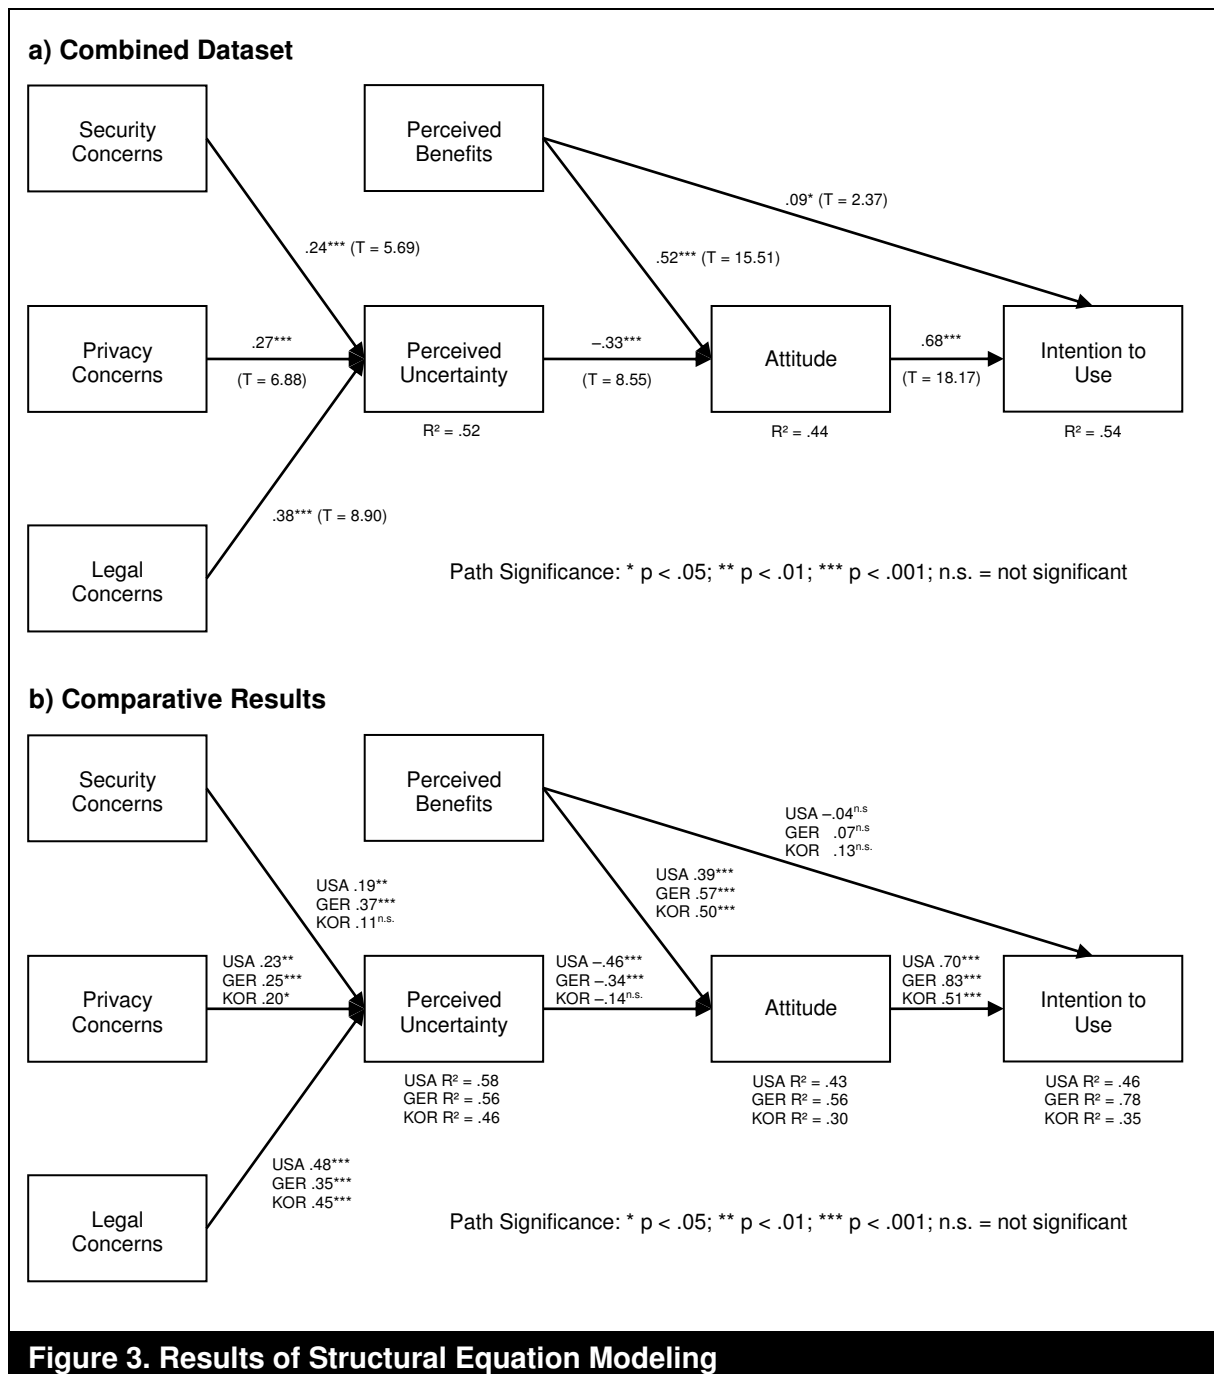 a) Combined Dataset
Security
Concerns
Perceived
Benefits
.09* (T = 2.37)
.24*** (T = 5.69)
.52*** (T = 15.51)
Privacy
Concerns
.27***
(T = 6.88)
Perceived
Uncertainty
–.33***
(T = 8.55)
Attitude
.68***
(T = 18.17)
Intention to
Use
R² = .52
R² = .44
R² = .54
.38*** (T = 8.90)
Legal
Concerns
Path Significance: * p < .05; ** p < .01; *** p < .001; n.s. = not significant
b) Comparative Results
Security
Concerns
Perceived
Benefits
USA –.04n.s
GER .07n.s
KOR .13n.s.
USA .19**
GER .37***
KOR .11n.s.
USA .39***
GER .57***
KOR .50***
Privacy
Concerns
USA .23**
GER .25***
KOR .20*
Perceived
Uncertainty
USA –.46***
GER –.34***
KOR –.14n.s.
Attitude
USA .70***
GER .83***
KOR .51***
Intention to
Use
USA R² = .58
GER R² = .56
KOR R² = .46
USA R² = .43
GER R² = .56
KOR R² = .30
USA R² = .46
GER R² = .78
KOR R² = .35
USA .48***
GER .35***
KOR .45***
Legal
Concerns
Path Significance: * p < .05; ** p < .01; *** p < .001; n.s. = not significant
Figure 3. Results of Structural Equation Modeling